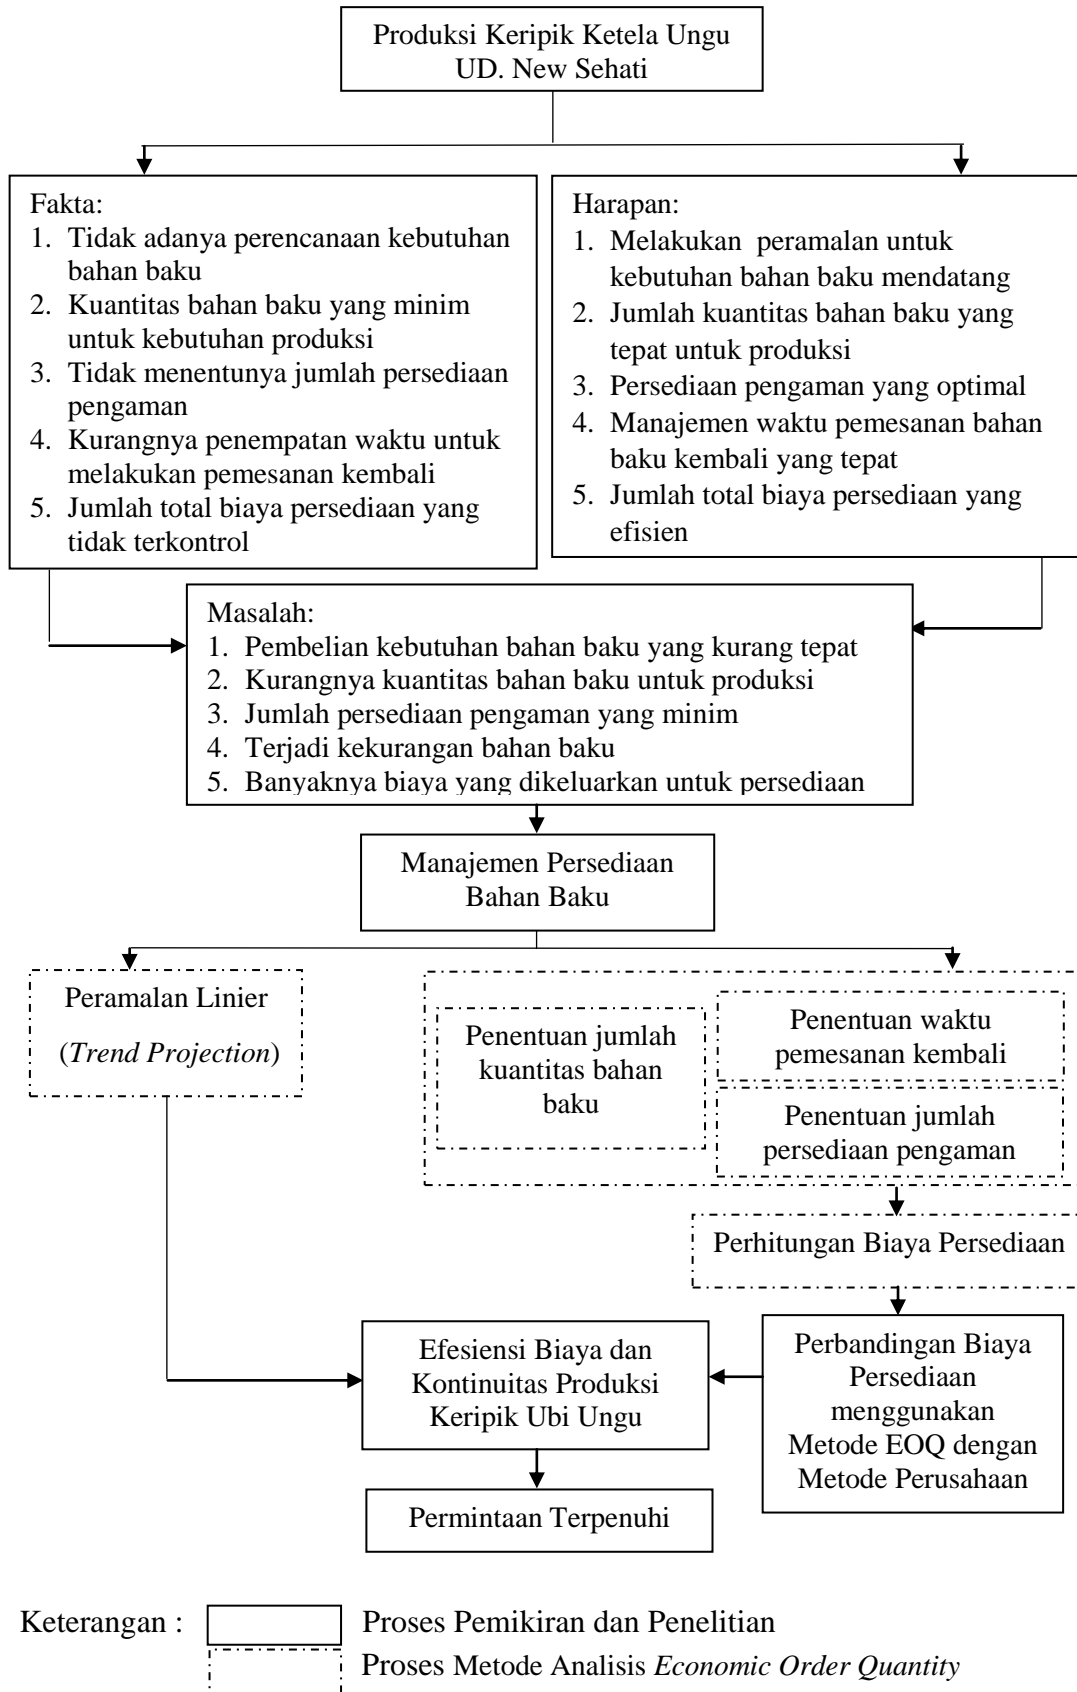 Produksi Keripik Ketela Ungu
UD. New Sehati
Fakta:
1. Tidak adanya perencanaan kebutuhan
bahan baku
2. Kuantitas bahan baku yang minim
untuk kebutuhan produksi
3. Tidak menentunya jumlah persediaan
pengaman
4. Kurangnya penempatan waktu untuk
melakukan pemesanan kembali
5. Jumlah total biaya persediaan yang
tidak terkontrol
Harapan:
1. Melakukan peramalan untuk
kebutuhan bahan baku mendatang
2. Jumlah kuantitas bahan baku yang
tepat untuk produksi
3. Persediaan pengaman yang optimal
4. Manajemen waktu pemesanan bahan
baku kembali yang tepat
5. Jumlah total biaya persediaan yang
efisien
Masalah:
1. Pembelian kebutuhan bahan baku yang kurang tepat
2. Kurangnya kuantitas bahan baku untuk produksi
3. Jumlah persediaan pengaman yang minim
4. Terjadi kekurangan bahan baku
5. Banyaknya biaya yang dikeluarkan untuk persediaan
Manajemen Persediaan
Bahan Baku
Peramalan Linier
(Trend Projection)
Penentuan jumlah
kuantitas bahan
baku
Penentuan waktu
pemesanan kembali
Penentuan jumlah
persediaan pengaman
Perhitungan Biaya Persediaan
Efesiensi Biaya dan
Kontinuitas Produksi
Keripik Ubi Ungu
Perbandingan Biaya
Persediaan
menggunakan
Metode EOQ dengan
Metode Perusahaan
Permintaan Terpenuhi
Keterangan :
Proses Pemikiran dan Penelitian
Proses Metode Analisis Economic Order Quantity